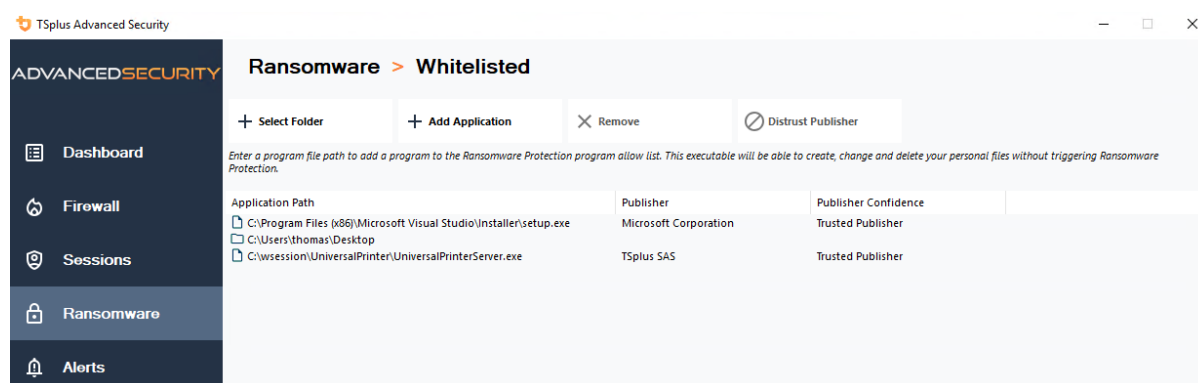 TSplus Advanced Security
ADVANCEDSECURITY
Ransomware > Whitelisted
Select Folder
Add Application
Remove
Distrust Publisher
Enter a program file path to add a program to the Ransomware Protection program allow list. This executable will be able to create, change and delete your personal files without triggering Ransomware
Protection.
Dashboard
Firewall
Sessions
Ransomware
Alerts
Application Path Publisher Publisher Confidence
C:\Program Files (x86)\Microsoft Visual Studio\Installer\setup.exe Microsoft Corporation Trusted Publisher
C:\Users\thomas\Desktop
C:\wsession\UniversalPrinter\UniversalPrinterServer.exe TSplus SAS Trusted Publisher